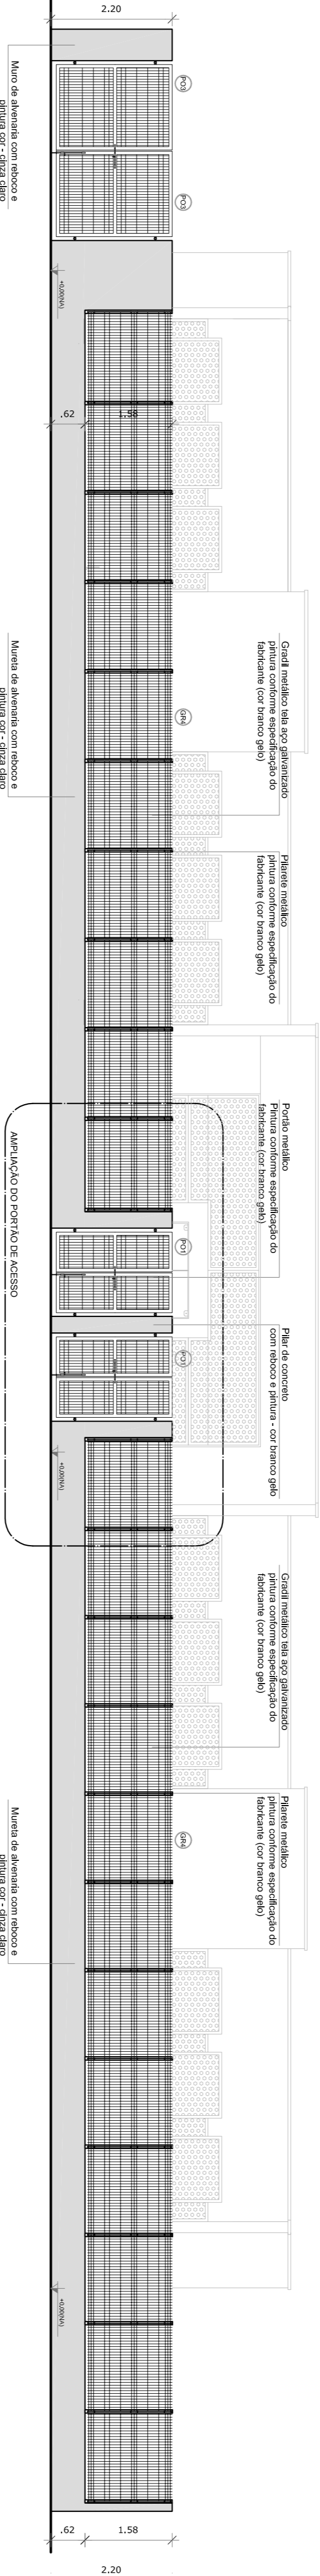 2.20
Muro de alvenaria com reboco e
pintura cor - cinza claro
PO3
PO3
+0,00(NA)
.62
1.58
Mureta de alvenaria com reboco e
pintura cor - cinza claro
Gradil metálico tela aço galvanizado
pintura conforme especificação do
fabricante (cor branco gelo)
GR4
Pilarete metálico
pintura conforme especificação do
fabricante (cor branco gelo)
Portão metálico
Pintura conforme especificação do
fabricante (cor branco gelo)
PO1
PO1
AMPLIAÇÃO DO PORTÃO DE ACESSO
Pilar de concreto
com reboco e pintura - cor branco gelo
+0,00(NA)
Gradil metálico tela aço galvanizado
pintura conforme especificação do
fabricante (cor branco gelo)
Pilarete metálico
pintura conforme especificação do
fabricante (cor branco gelo)
GR4
Mureta de alvenaria com reboco e
pintura cor - cinza claro
+0,00(NA)
.62
1.58
2.20